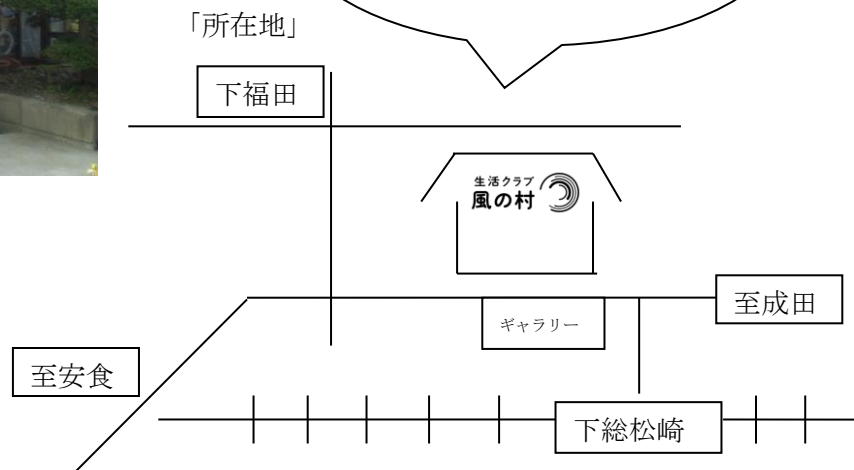 「所在地」
下福田
生活クラブ
風の村
至成田
ギャラリー
至安食
下総松崎